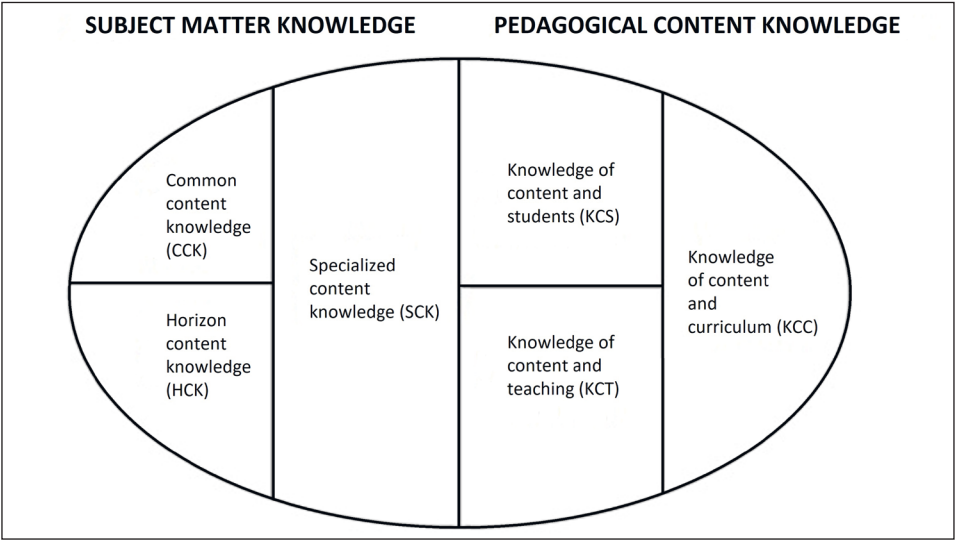 SUBJECT MATTER KNOWLEDGE
PEDAGOGICAL CONTENT KNOWLEDGE
Common
content
knowledge
(CCK)
Horizon
content
knowledge
(HCK)
Specialized
content
knowledge (SCK)
Knowledge of
content and
students (KCS)
Knowledge of
content and
teaching (KCT)
Knowledge
of content
and
curriculum (KCC)